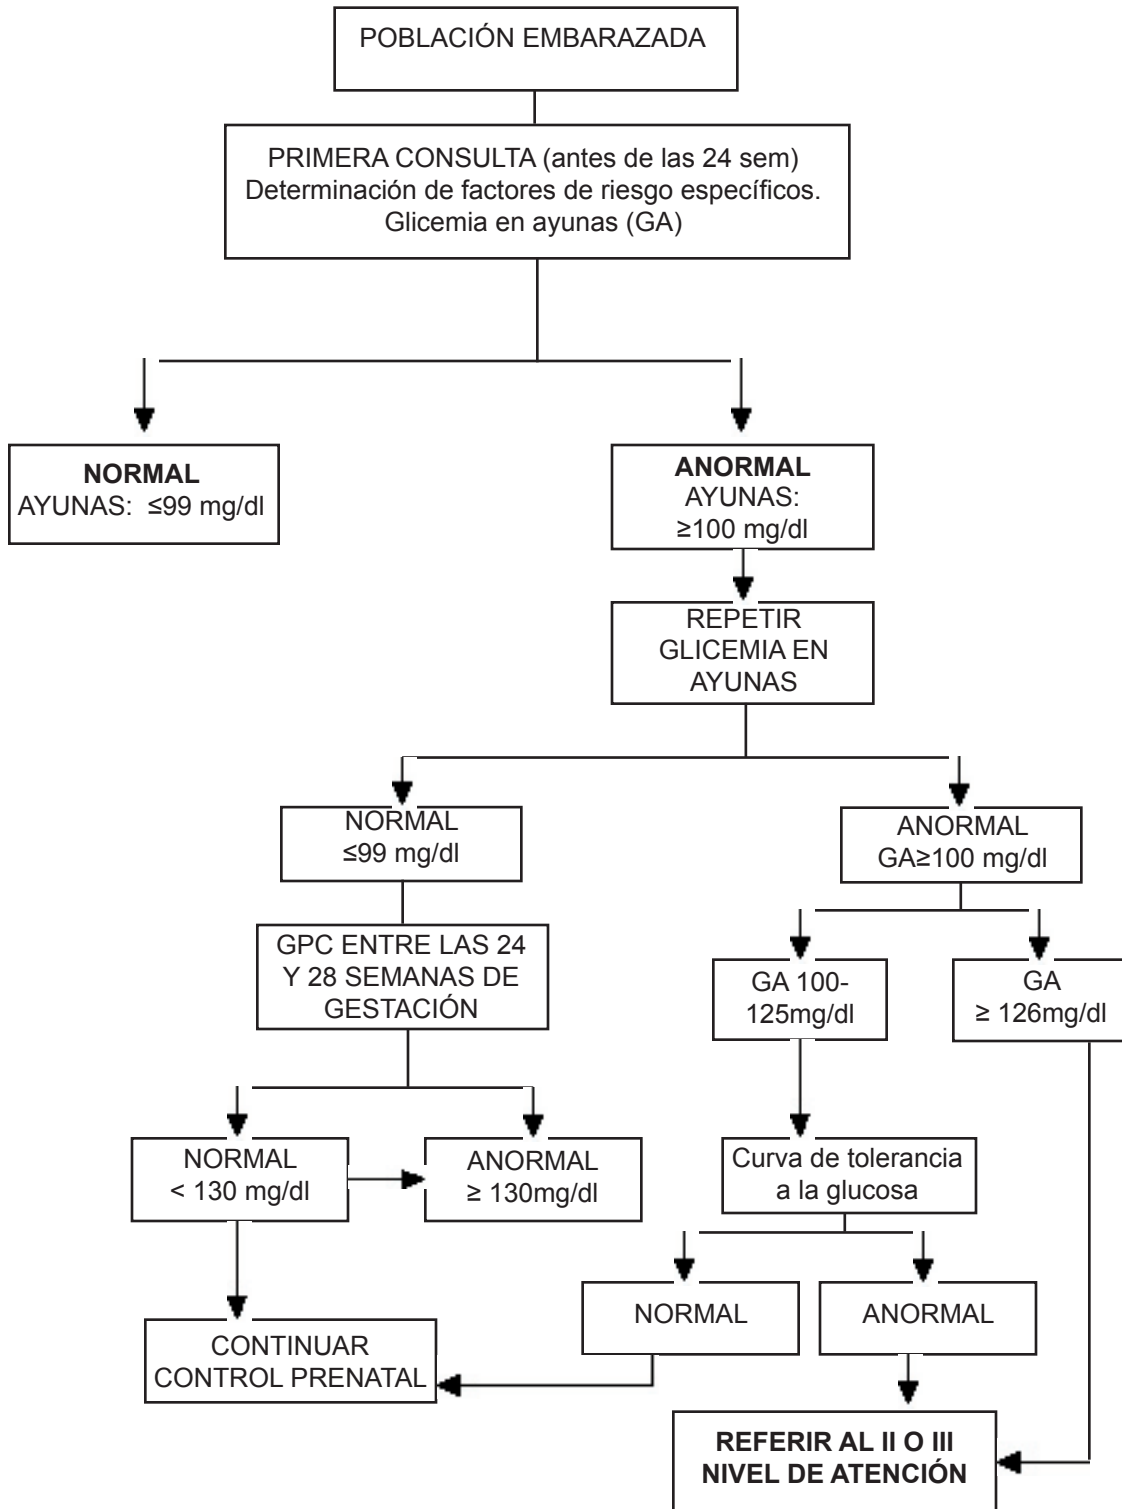 POBLACIÓN EMBARAZADA
PRIMERA CONSULTA (antes de las 24 sem)
Determinación de factores de riesgo específicos.
Glicemia en ayunas (GA)
NORMAL
AYUNAS: ≤99 mg/dl
ANORMAL
AYUNAS:
≥100 mg/dl
REPETIR
GLICEMIA EN
AYUNAS
NORMAL
≤99 mg/dl
ANORMAL
GA≥100 mg/dl
GPC ENTRE LAS 24
Y 28 SEMANAS DE
GESTACIÓN
GA 100-
125mg/dl
GA
≥ 126mg/dl
NORMAL
< 130 mg/dl
ANORMAL
≥ 130mg/dl
Curva de tolerancia
a la glucosa
NORMAL
ANORMAL
CONTINUAR
CONTROL PRENATAL
REFERIR AL II O III
NIVEL DE ATENCIÓN